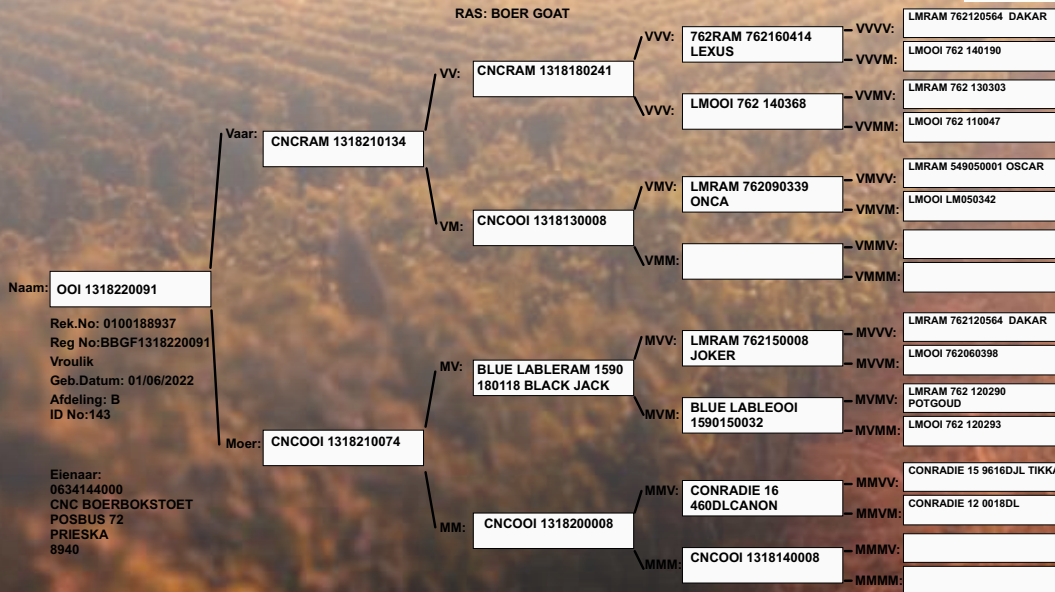 RAS: BOER GOAT
Naam: OOI 1318220091
Rek.No: 0100188937
Reg No:BBGF1318220091
Vroulik
Geb.Datum: 01/06/2022
Afdeling: B
ID No:143
Eienaar:
0634144000
CNC BOERBOKSTOET
POSBUS 72
PRIESKA
8940
Vaar: CNCRAM 1318210134
Moer: CNCOOI 1318210074
VV: CNCRAM 1318180241
VM: CNCOOI 1318130008
MV: BLUE LABLERAM 1590
180118 BLACK JACK
MM: CNCOOI 1318200008
VVV: 762RAM 762160414
LEXUS
VVV: LMOOI 762 140368
VMV: LMRAM 762090339
ONCA
VMM:
MVV: LMRAM 762150008
JOKER
MVM: BLUE LABLEOOI
1590150032
MMV: CONRADIE 16
460DLCANON
MMM: CNCOOI 1318140008
VVVV: LMRAM 762120564 DAKAR
VVVM: LMOOI 762 140190
VVMV: LMRAM 762 130303
VVMM: LMOOI 762 110047
VMVV: LMRAM 549050001 OSCAR
VMVM: LMOOI LM050342
VMMV:
VMMM:
MVVV: LMRAM 762120564 DAKAR
MVVM: LMOOI 762060398
MVMV: LMRAM 762 120290
POTGOUD
MVMM: LMOOI 762 120293
MMVV: CONRADIE 15 9616DJL TIKKA
MMVM: CONRADIE 12 0018DL
MMMV:
MMMM: